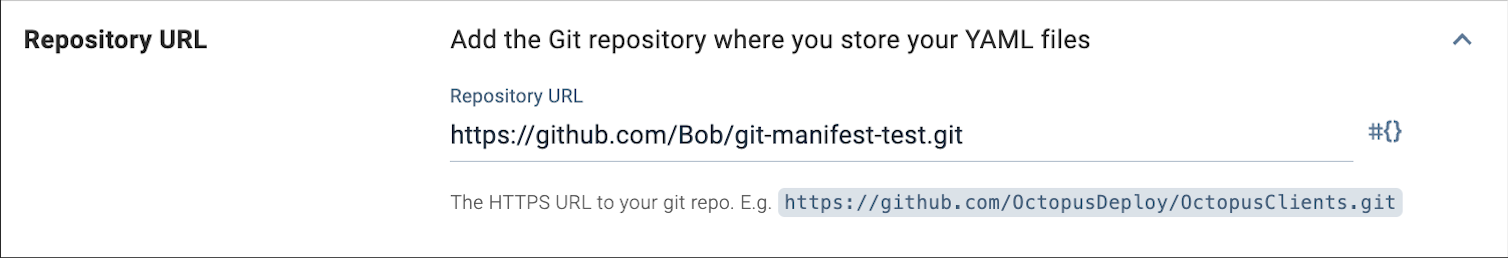 Repository URL
Add the Git repository where you store your YAML files
Repository URL
https://github.com/Bob/git-manifest-test.git
#{}
The HTTPS URL to your git repo. E.g. https://github.com/OctopusDeploy/OctopusClients.git